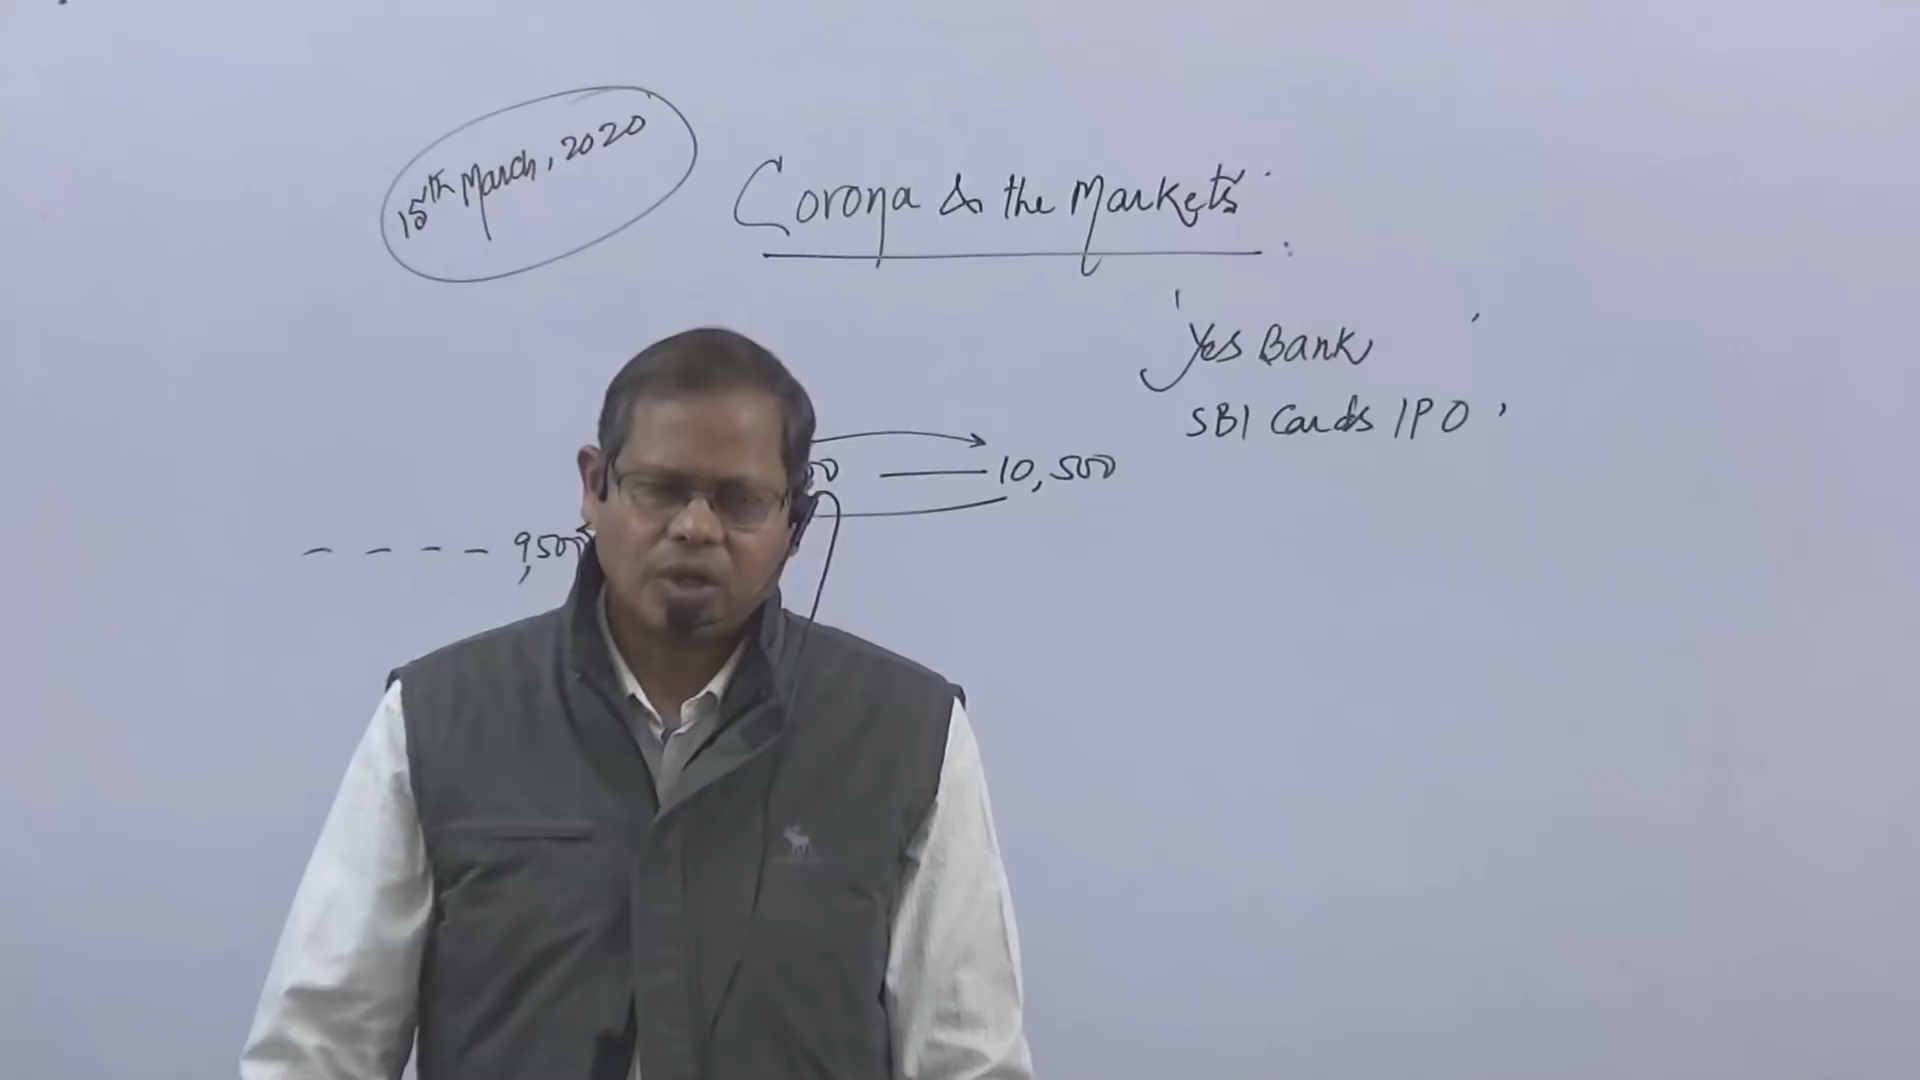 15th March, 2020
Corona & the Markets
Yes Bank
SBI Cards IPO
10,500
9,500